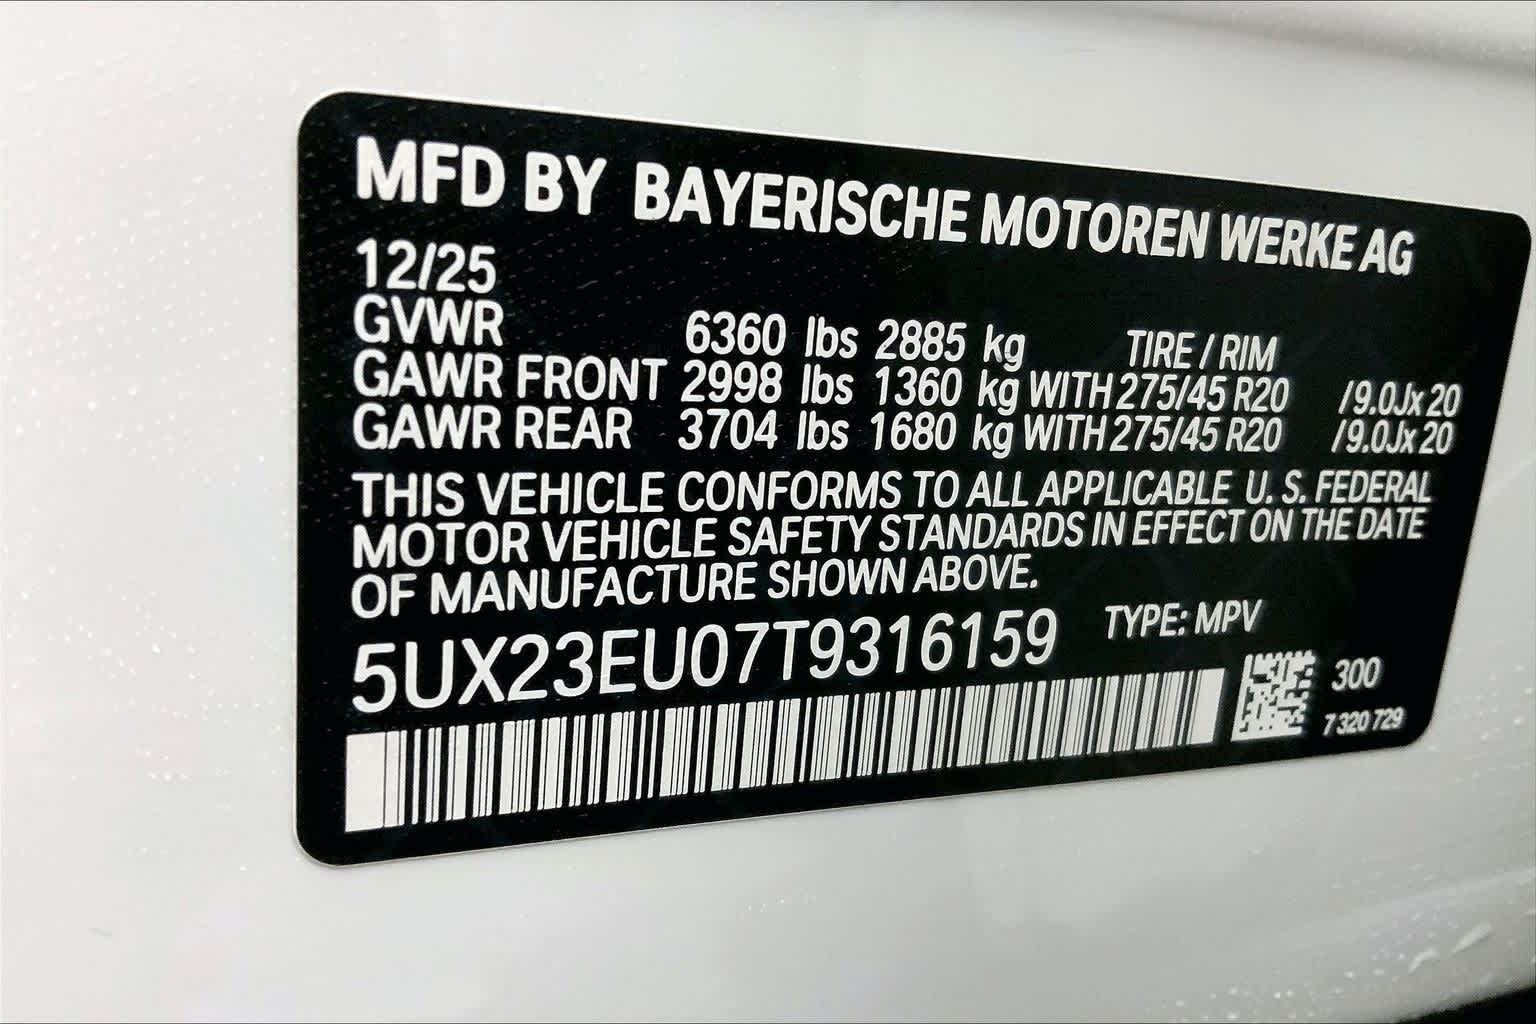 MFD BY BAYERISCHE MOTOREN WERKE AG
12/25
GVWR 6360 lbs 2885 kg TIRE / RIM
GAWR FRONT 2998 lbs 1360 kg WITH 275/45 R20 /9.0Jx20
GAWR REAR 3704 lbs 1680 kg WITH 275/45 R20 /9.0Jx20
THIS VEHICLE CONFORMS TO ALL APPLICABLE U. S. FEDERAL
MOTOR VEHICLE SAFETY STANDARDS IN EFFECT ON THE DATE
OF MANUFACTURE SHOWN ABOVE.
5UX23EU07T9316159 TYPE: MPV
300
7 320 729